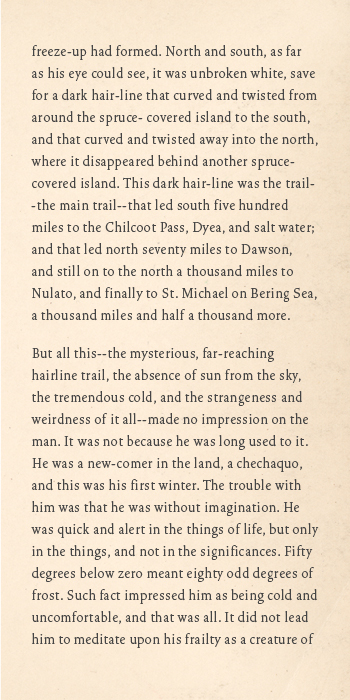 freeze-up had formed. North and south, as far
as his eye could see, it was unbroken white, save
for a dark hair-line that curved and twisted from
around the spruce- covered island to the south,
and that curved and twisted away into the north,
where it disappeared behind another spruce-
covered island. This dark hair-line was the trail-
-the main trail--that led south five hundred
miles to the Chilcoot Pass, Dyea, and salt water;
and that led north seventy miles to Dawson,
and still on to the north a thousand miles to
Nulato, and finally to St. Michael on Bering Sea,
a thousand miles and half a thousand more.
But all this--the mysterious, far-reaching
hairline trail, the absence of sun from the sky,
the tremendous cold, and the strangeness and
weirdness of it all--made no impression on the
man. It was not because he was long used to it.
He was a new-comer in the land, a chechaquo,
and this was his first winter. The trouble with
him was that he was without imagination. He
was quick and alert in the things of life, but only
in the things, and not in the significances. Fifty
degrees below zero meant eighty odd degrees of
frost. Such fact impressed him as being cold and
uncomfortable, and that was all. It did not lead
him to meditate upon his frailty as a creature of